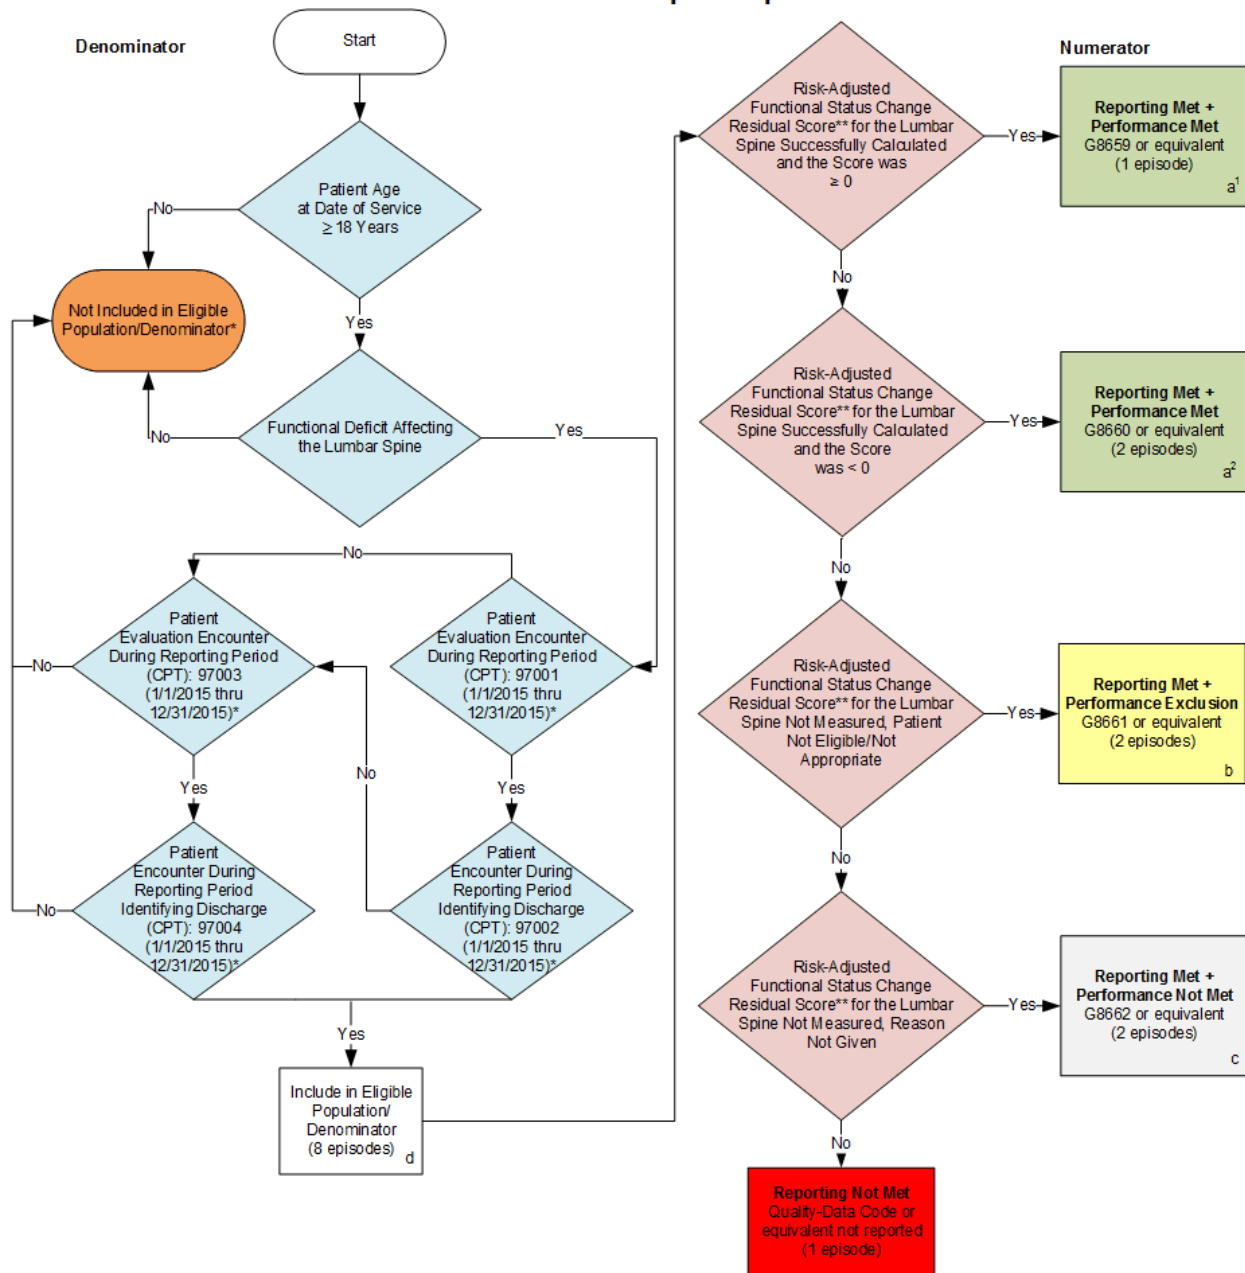 Denominator
Start
Numerator
Patient Age
at Date of Service
≥ 18 Years
No
Yes
Not Included in Eligible
Population/Denominator*
Functional Deficit Affecting
the Lumbar Spine
No
Yes
No
Patient
Evaluation Encounter
During Reporting Period
(CPT): 97003
(1/1/2015 thru
12/31/2015)*
No
Yes
Patient
Evaluation Encounter
During Reporting Period
(CPT): 97001
(1/1/2015 thru
12/31/2015)*
No
Yes
Patient
Encounter During
Reporting Period
Identifying Discharge
(CPT): 97004
(1/1/2015 thru
12/31/2015)*
No
Patient
Encounter During
Reporting Period
Identifying Discharge
(CPT): 97002
(1/1/2015 thru
12/31/2015)*
Yes
Include in Eligible
Population/
Denominator
(8 episodes)
d
Risk-Adjusted
Functional Status Change
Residual Score** for the Lumbar
Spine Successfully Calculated
and the Score was
≥ 0
Yes
Reporting Met +
Performance Met
G8659 or equivalent
(1 episode)
a¹
No
Risk-Adjusted
Functional Status Change
Residual Score** for the Lumbar
Spine Successfully Calculated
and the Score
was < 0
Yes
Reporting Met +
Performance Met
G8660 or equivalent
(2 episodes)
a²
No
Risk-Adjusted
Functional Status Change
Residual Score** for the Lumbar
Spine Not Measured, Patient
Not Eligible/Not
Appropriate
Yes
Reporting Met +
Performance Exclusion
G8661 or equivalent
(2 episodes)
b
No
Risk-Adjusted
Functional Status Change
Residual Score** for the Lumbar
Spine Not Measured, Reason
Not Given
Yes
Reporting Met +
Performance Not Met
G8662 or equivalent
(2 episodes)
c
No
Reporting Not Met
Quality-Data Code or
equivalent not reported
(1 episode)